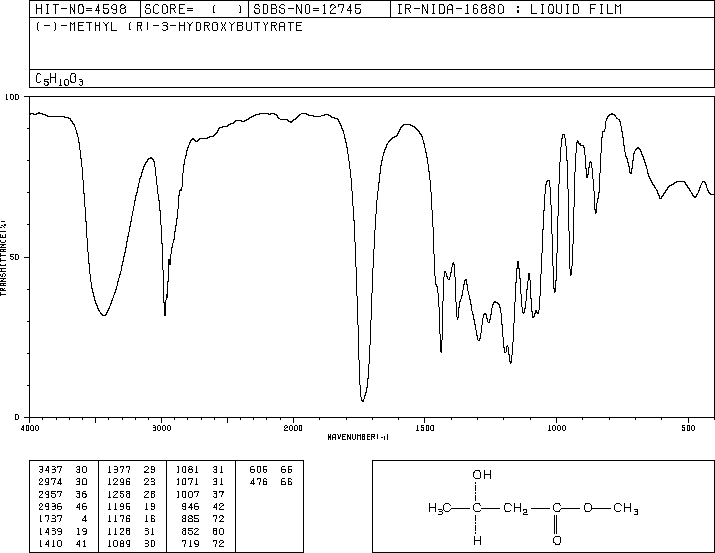 HIT-NO=4598 SCORE= ( ) SDBS-NO=12745 IR-NIDA-16880 : LIQUID FILM
(-)-METHYL (R)-3-HYDROXYBUTYRATE
C5H10O3
100
TRANSMITTANCE(%)
50
0
4000 3000 2000 1500 1000 500
WAVENUMBER(-1)
3437 30 1377 29 1081 31 606 66
2974 30 1296 23 1071 31 476 66
2957 36 1258 28 1007 37
2936 46 1196 19 946 42
1737 4 1176 16 885 72
1439 19 1128 31 852 60
1410 41 1089 30 719 72
OH
H3C CH2 C O CH3
H O